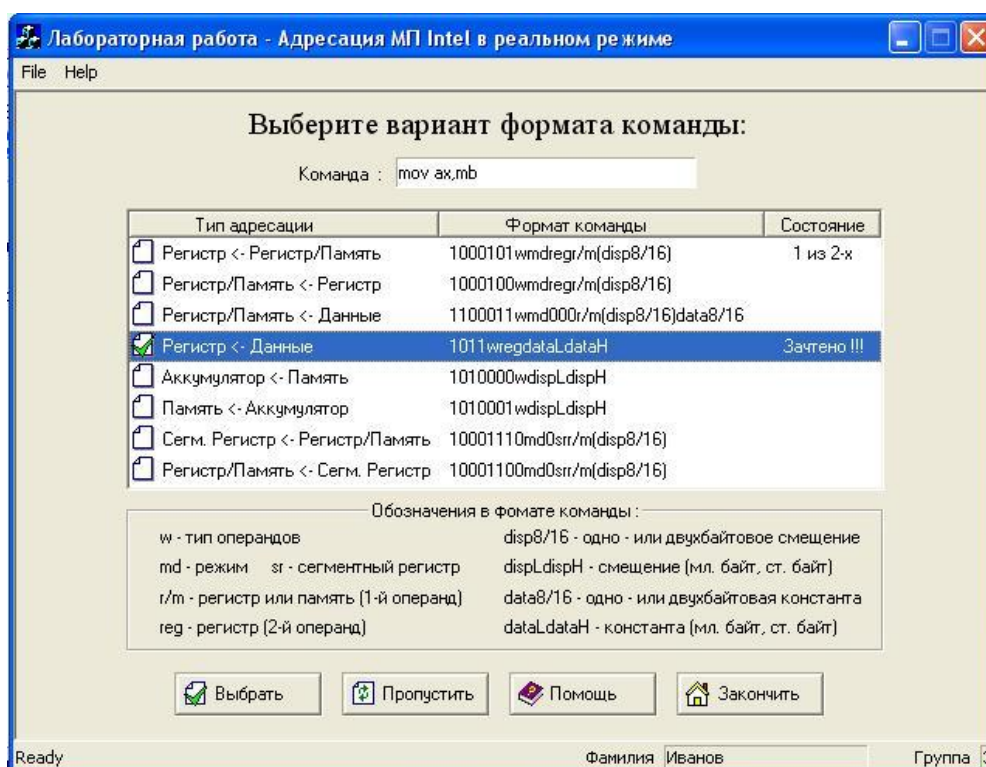 Лабораторная работа - Адресация МП Intel в реальном режиме
File Help
Выберите вариант формата команды:
Команда : mov ax,mb
Тип адресации Формат команды Состояние
Регистр <- Регистр/Память 1000101wmdregr/m(disp8/16) 1 из 2-х
Регистр/Память <- Регистр 1000100wmdregr/m(disp8/16)
Регистр/Память <- Данные 1100011wmd000r/m(disp8/16)data8/16
Регистр <- Данные 1011wregdataLdataH Зачтено !!!
Аккумулятор <- Память 1010000wdispLdispH
Память <- Аккумулятор 1010001wdispLdispH
Сегм. Регистр <- Регистр/Память 10001110md0srr/m(disp8/16)
Регистр/Память <- Сегм. Регистр 10001100md0srr/m(disp8/16)
Обозначения в фомате команды :
w - тип операндов disp8/16 - одно - или двухбайтовое смещение
md - режим sr - сегментный регистр dispLdispH - смещение (мл. байт, ст. байт)
r/m - регистр или память (1-й операнд) data8/16 - одно - или двухбайтовая константа
reg - регистр (2-й операнд) dataLdataH - константа (мл. байт, ст. байт)
Выбрать Пропустить Помощь Закончить
Ready Фамилия Иванов Группа